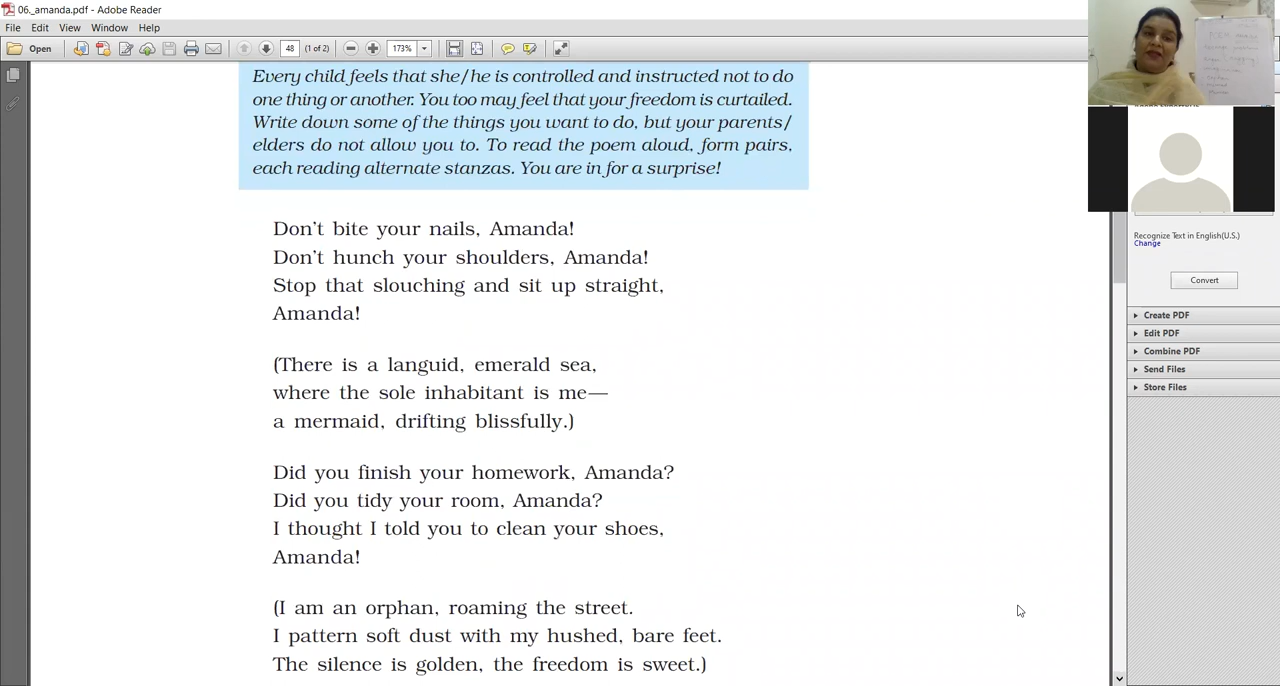 06._amanda.pdf - Adobe Reader
File Edit View Window Help
Open 48 (1 of 2) 173%
Every child feels that she/he is controlled and instructed not to do
one thing or another. You too may feel that your freedom is curtailed.
Write down some of the things you want to do, but your parents/
elders do not allow you to. To read the poem aloud, form pairs,
each reading alternate stanzas. You are in for a surprise!
Don't bite your nails, Amanda!
Don't hunch your shoulders, Amanda!
Stop that slouching and sit up straight,
Amanda!
(There is a languid, emerald sea,
where the sole inhabitant is me—
a mermaid, drifting blissfully.)
Did you finish your homework, Amanda?
Did you tidy your room, Amanda?
I thought I told you to clean your shoes,
Amanda!
(I am an orphan, roaming the street.
I pattern soft dust with my hushed, bare feet.
The silence is golden, the freedom is sweet.)
Recognize Text in English(U.S.)
Change
Convert
Create PDF
Edit PDF
Combine PDF
Send Files
Store Files